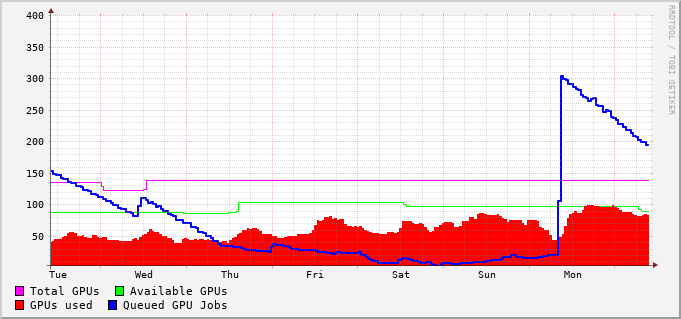 400
350
300
250
200
150
100
50
Tue Wed Thu Fri Sat Sun Mon
Total GPUs Available GPUs
GPUs used Queued GPU Jobs
RRDTOOL / TOBI OETIKER